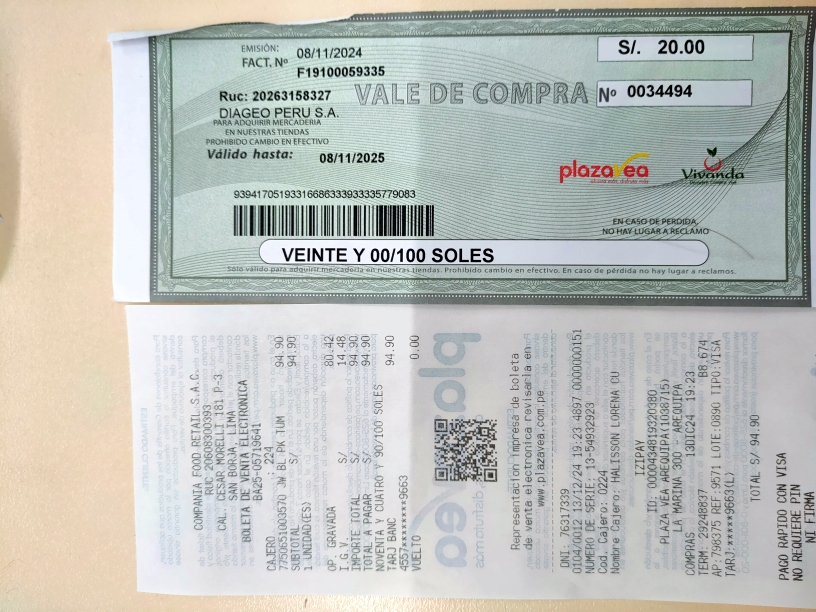 EMISIÓN: 08/11/2024
FACT. Nº F19100059335
S/. 20.00
Ruc: 20263158327
VALE DE COMPRA
Nº 0034494
DIAGEO PERU S.A.
PARA ADQUIRIR MERCADERIA
EN NUESTRAS TIENDAS
PROHIBIDO CAMBIO EN EFECTIVO
Válido hasta: 08/11/2025
plazavea
Vivanda
93941705193316686333933335779083
EN CASO DE PERDIDA,
NO HAY LUGAR A RECLAMO
VEINTE Y 00/100 SOLES
Sólo válido para adquirir mercadería en nuestras tiendas. Prohibido cambio en efectivo. En caso de pérdida no hay lugar a reclamos.
COMPANIA FOOD RETAIL S.A.C.
RUC 20608300393
CAL. CESAR MORELLI 181 P-3
SAN BORJA, LIMA
BOLETA DE VENTA ELECTRONICA
BA25-05719641
CAJERO : 224
7750651003570 JW BL PK TUM 94.90
SUBTOTAL S/ 94.90
1 UNIDAD(ES)
OP. GRAVADA 80.42
I.G.V. S/ 14.48
IMPORTE TOTAL S/ 94.90
TOTAL A PAGAR S/ 94.90
NOVENTA Y CUATRO Y 90/100 SOLES
TARJ BANC 94.90
4557********9663
VUELTO 0.00
Representacion impresa de boleta
de venta electronica revisarla en
www.plazavea.com.pe
DNI: 76317339
01C4/0012 13/12/24 19:23 4897 0000000151
NUMERO DE SERIE: 13-54932923
Cod. Cajero: 0224
Nombre Cajero: HALISSON LORENA CU
IZIPAY
ID: 0000434819320380
PLAZA VEA AREQUIPA(1038715)
LA MARINA 300 - AREQUIPA
COMPRAS 13DIC24 19:23
TERM: 29248837 B8:674
AP:798375 REF:9571 LOTE:0890 TIPO:VISA
TARJ:*****9663(L)
TOTAL S/ 94.90
PAGO RAPIDO CON VISA
NO REQUIERE PIN
NI FIRMA